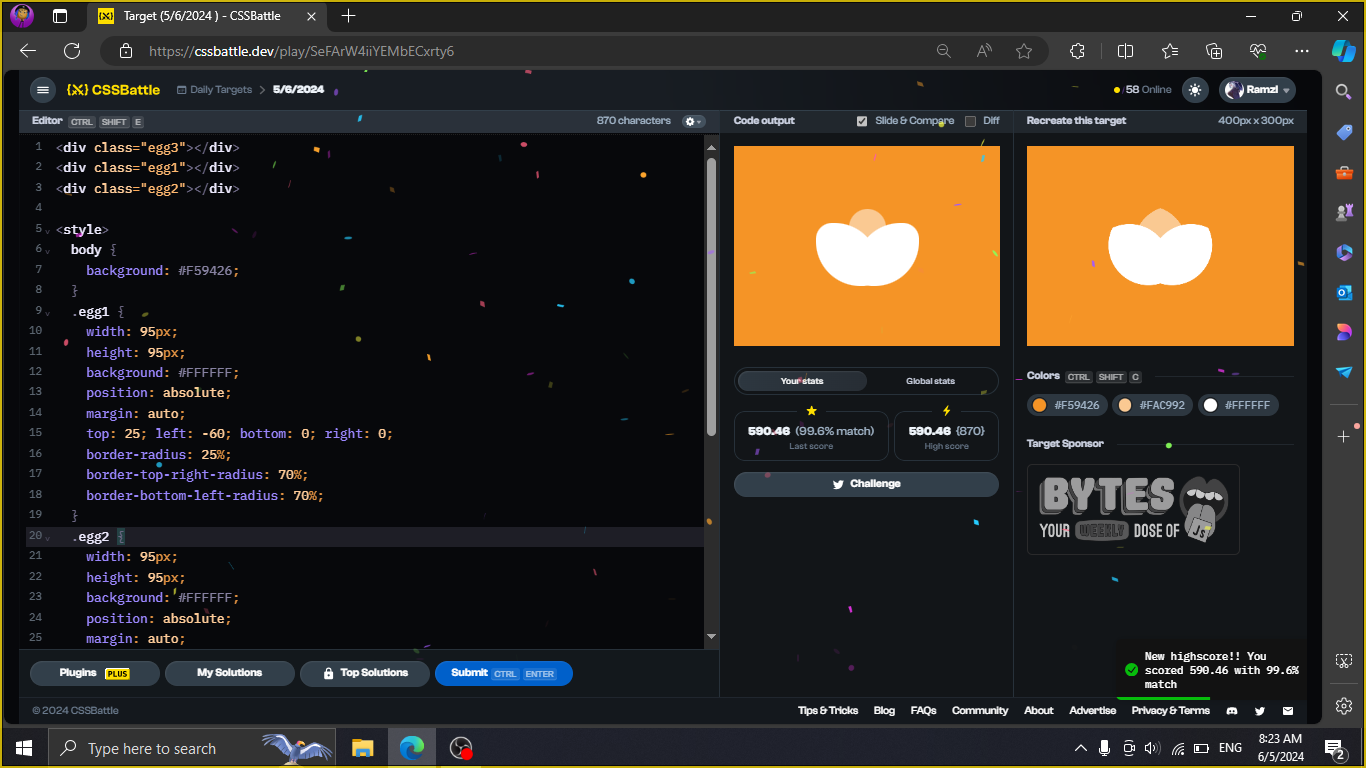 Target (5/6/2024 ) - CSSBattle
https://cssbattle.dev/play/SeFArW4iiYEMbECxrty6
{X} CSSBattle
Daily Targets > 5/6/2024
58 Online
Ramzi
Editor CTRL SHIFT E
870 characters
1 <div class="egg3"></div>
2 <div class="egg1"></div>
3 <div class="egg2"></div>
4
5 <style>
6 body {
7 background: #F59426;
8 }
9 .egg1 {
10 width: 95px;
11 height: 95px;
12 background: #FFFFFF;
13 position: absolute;
14 margin: auto;
15 top: 25; left: -60; bottom: 0; right: 0;
16 border-radius: 25%;
17 border-top-right-radius: 70%;
18 border-bottom-left-radius: 70%;
19 }
20 .egg2 {
21 width: 95px;
22 height: 95px;
23 background: #FFFFFF;
24 position: absolute;
25 margin: auto;
Plugins PLUS
My Solutions
Top Solutions
Submit CTRL ENTER
Code output
Slide & Compare
Diff
Your stats
Global stats
590.46 (99.6% match)
Last score
590.46 {870}
High score
Challenge
Recreate this target
400px x 300px
Colors CTRL SHIFT C
#F59426
#FAC992
#FFFFFF
Target Sponsor
BYTES
YOUR WEEKLY DOSE OF JS
New highscore!! You
scored 590.46 with 99.6%
match
© 2024 CSSBattle
Tips & Tricks Blog FAQs Community About Advertise Privacy & Terms
Type here to search
ENG
8:23 AM
6/5/2024
2